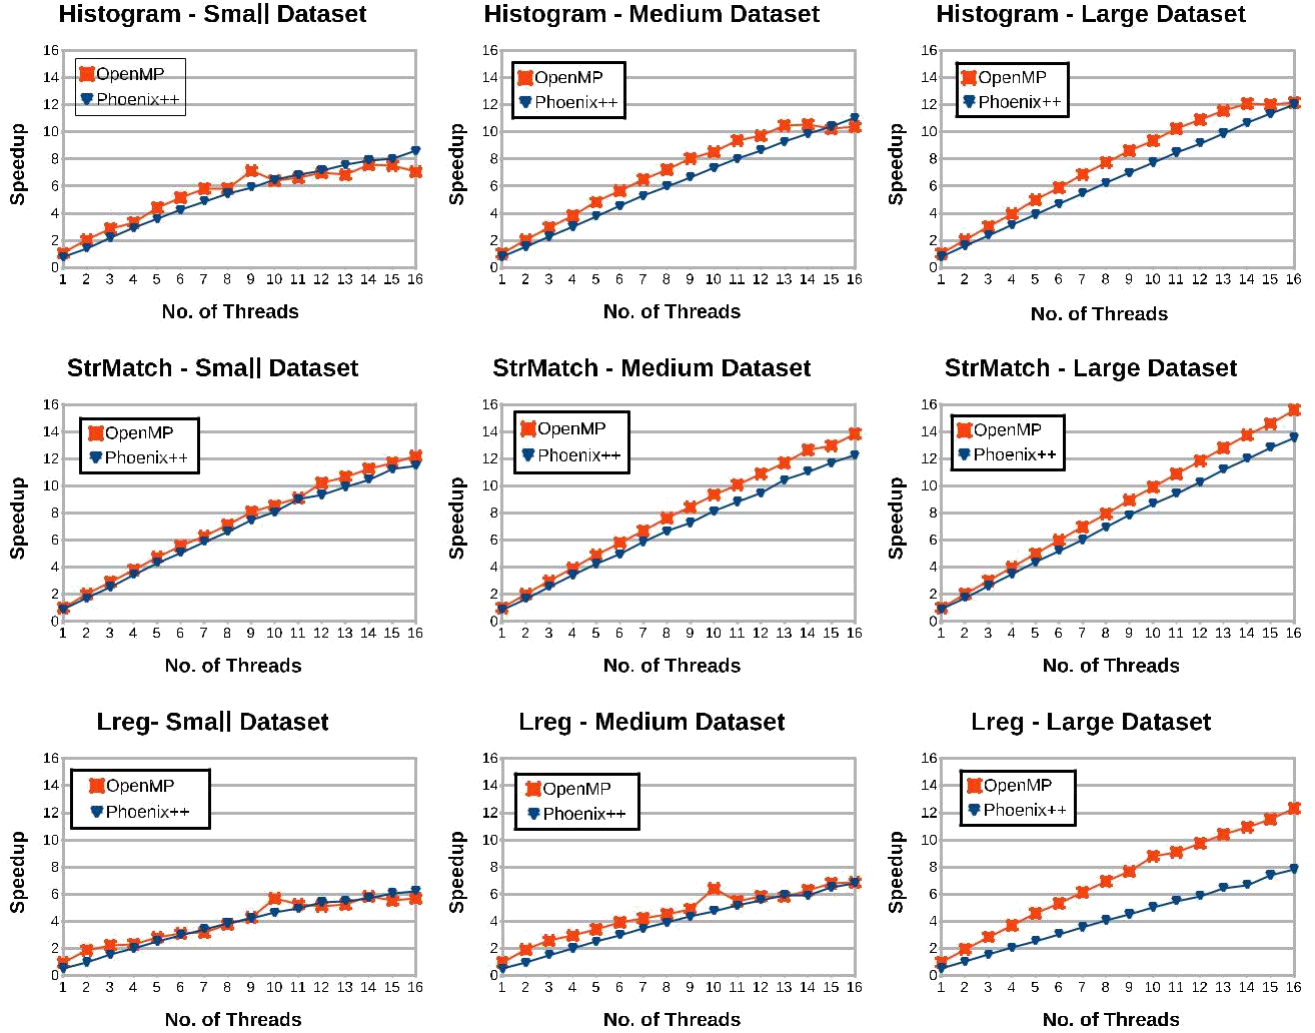 Histogram - Small Dataset
16
14
12
10
8
6
4
2
0
OpenMP
Phoenix++
Speedup
1 2 3 4 5 6 7 8 9 10 11 12 13 14 15 16
No. of Threads
Histogram - Medium Dataset
16
14
12
10
8
6
4
2
0
OpenMP
Phoenix++
Speedup
1 2 3 4 5 6 7 8 9 10 11 12 13 14 15 16
No. of Threads
Histogram - Large Dataset
16
14
12
10
8
6
4
2
0
OpenMP
Phoenix++
Speedup
1 2 3 4 5 6 7 8 9 10 11 12 13 14 15 16
No. of Threads
StrMatch - Small Dataset
16
14
12
10
8
6
4
2
0
OpenMP
Phoenix++
Speedup
1 2 3 4 5 6 7 8 9 10 11 12 13 14 15 16
No. of Threads
StrMatch - Medium Dataset
16
14
12
10
8
6
4
2
0
OpenMP
Phoenix++
Speedup
1 2 3 4 5 6 7 8 9 10 11 12 13 14 15 16
No. of Threads
StrMatch - Large Dataset
16
14
12
10
8
6
4
2
0
OpenMP
Phoenix++
Speedup
1 2 3 4 5 6 7 8 9 10 11 12 13 14 15 16
No. of Threads
Lreg- Small Dataset
16
14
12
10
8
6
4
2
0
OpenMP
Phoenix++
Speedup
1 2 3 4 5 6 7 8 9 10 11 12 13 14 15 16
No. of Threads
Lreg - Medium Dataset
16
14
12
10
8
6
4
2
0
OpenMP
Phoenix++
Speedup
1 2 3 4 5 6 7 8 9 10 11 12 13 14 15 16
No. of Threads
Lreg - Large Dataset
16
14
12
10
8
6
4
2
0
OpenMP
Phoenix++
Speedup
1 2 3 4 5 6 7 8 9 10 11 12 13 14 15 16
No. of Threads